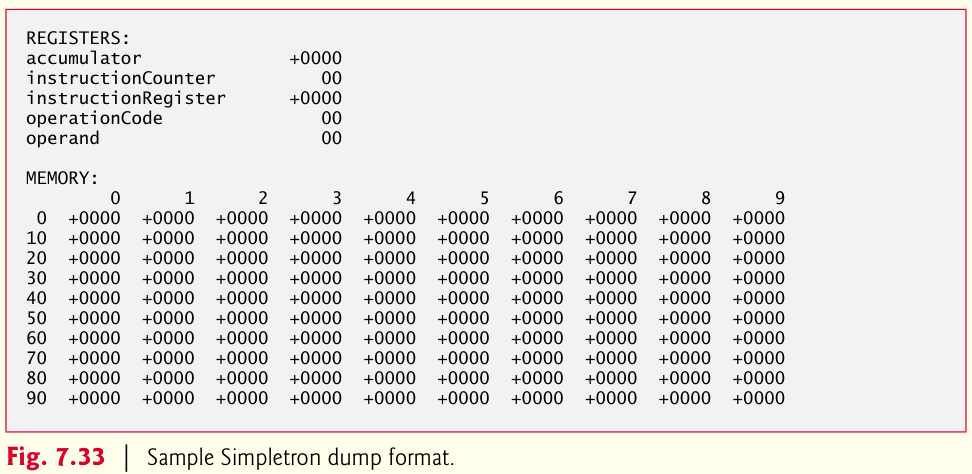 REGISTERS:
accumulator +0000
instructionCounter 00
instructionRegister +0000
operationCode 00
operand 00
MEMORY:
0 1 2 3 4 5 6 7 8 9
0 +0000 +0000 +0000 +0000 +0000 +0000 +0000 +0000 +0000 +0000
10 +0000 +0000 +0000 +0000 +0000 +0000 +0000 +0000 +0000 +0000
20 +0000 +0000 +0000 +0000 +0000 +0000 +0000 +0000 +0000 +0000
30 +0000 +0000 +0000 +0000 +0000 +0000 +0000 +0000 +0000 +0000
40 +0000 +0000 +0000 +0000 +0000 +0000 +0000 +0000 +0000 +0000
50 +0000 +0000 +0000 +0000 +0000 +0000 +0000 +0000 +0000 +0000
60 +0000 +0000 +0000 +0000 +0000 +0000 +0000 +0000 +0000 +0000
70 +0000 +0000 +0000 +0000 +0000 +0000 +0000 +0000 +0000 +0000
80 +0000 +0000 +0000 +0000 +0000 +0000 +0000 +0000 +0000 +0000
90 +0000 +0000 +0000 +0000 +0000 +0000 +0000 +0000 +0000 +0000
Fig. 7.33 | Sample Simpletron dump format.